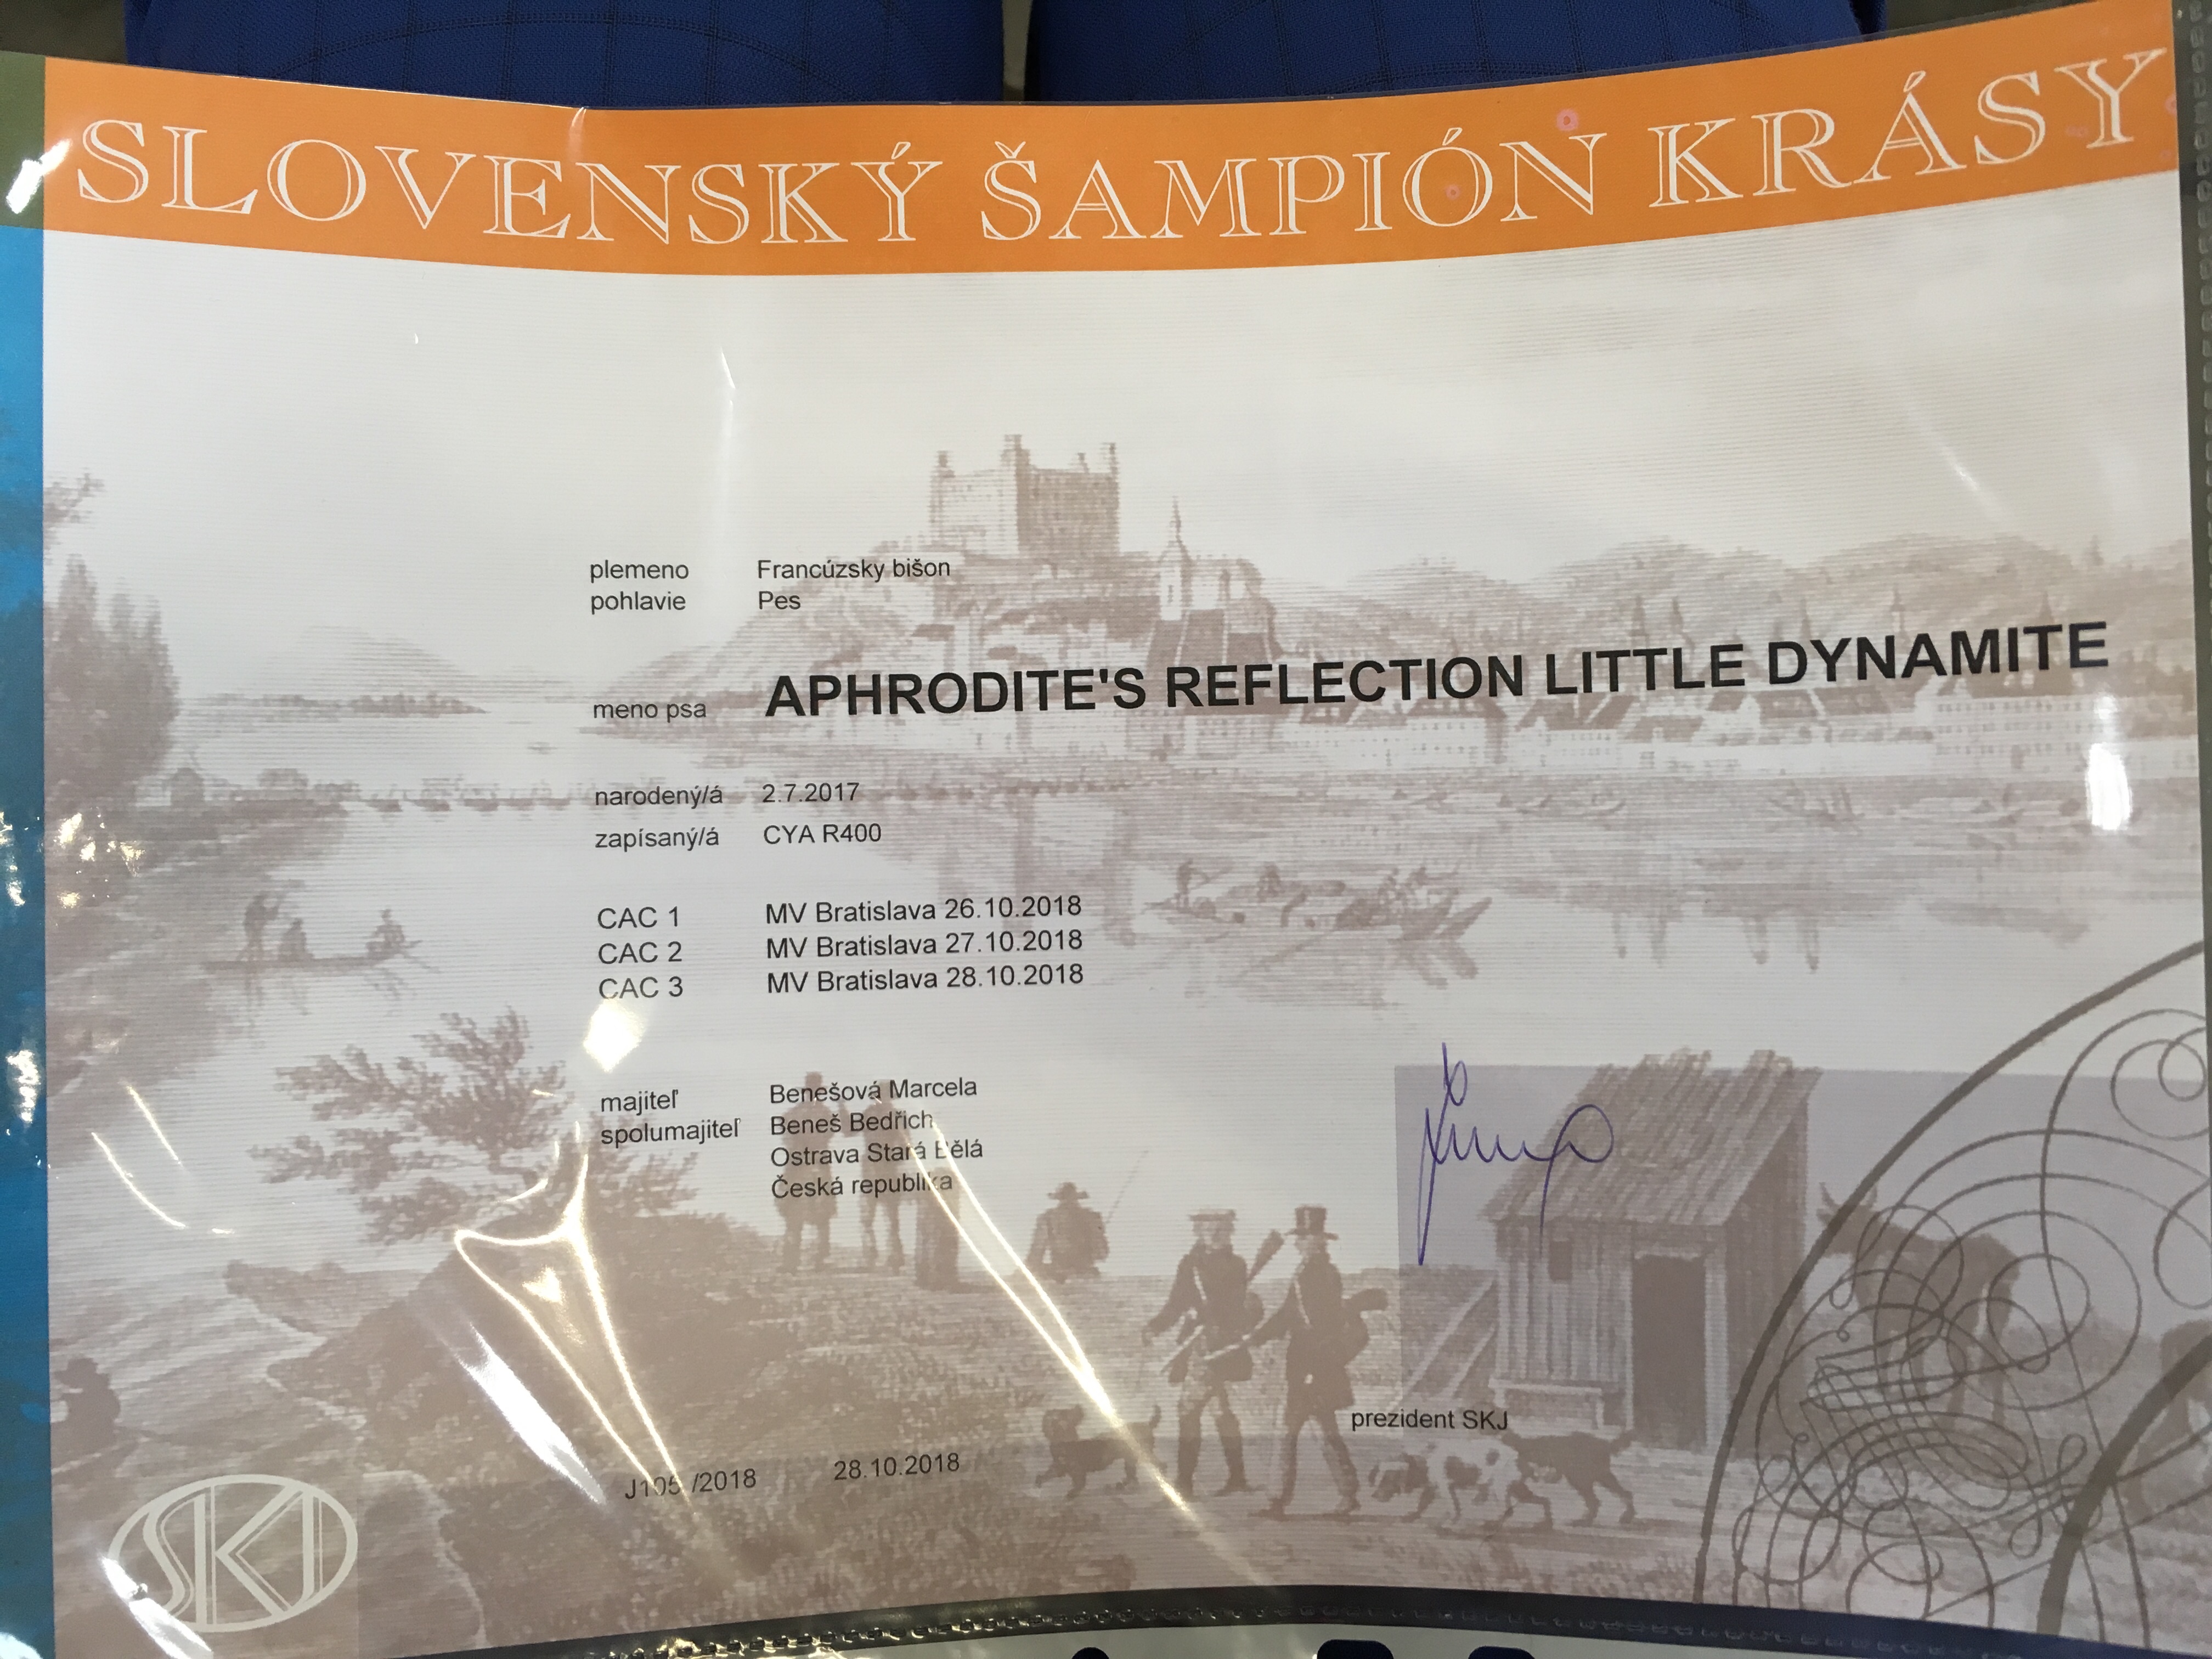 SLOVENSKÝ ŠAMPIÓN KRÁSY
plemeno Francúzsky bišon
pohlavie Pes
meno psa APHRODITE'S REFLECTION LITTLE DYNAMITE
narodený/á 2.7.2017
zapísaný/á CYA R400
CAC 1 MV Bratislava 26.10.2018
CAC 2 MV Bratislava 27.10.2018
CAC 3 MV Bratislava 28.10.2018
majiteľ Benešová Marcela
spolumajiteľ Beneš Bedřich
Ostrava Stará Bělá
Česká republika
prezident SKJ
J105 /2018 28.10.2018
SKJ